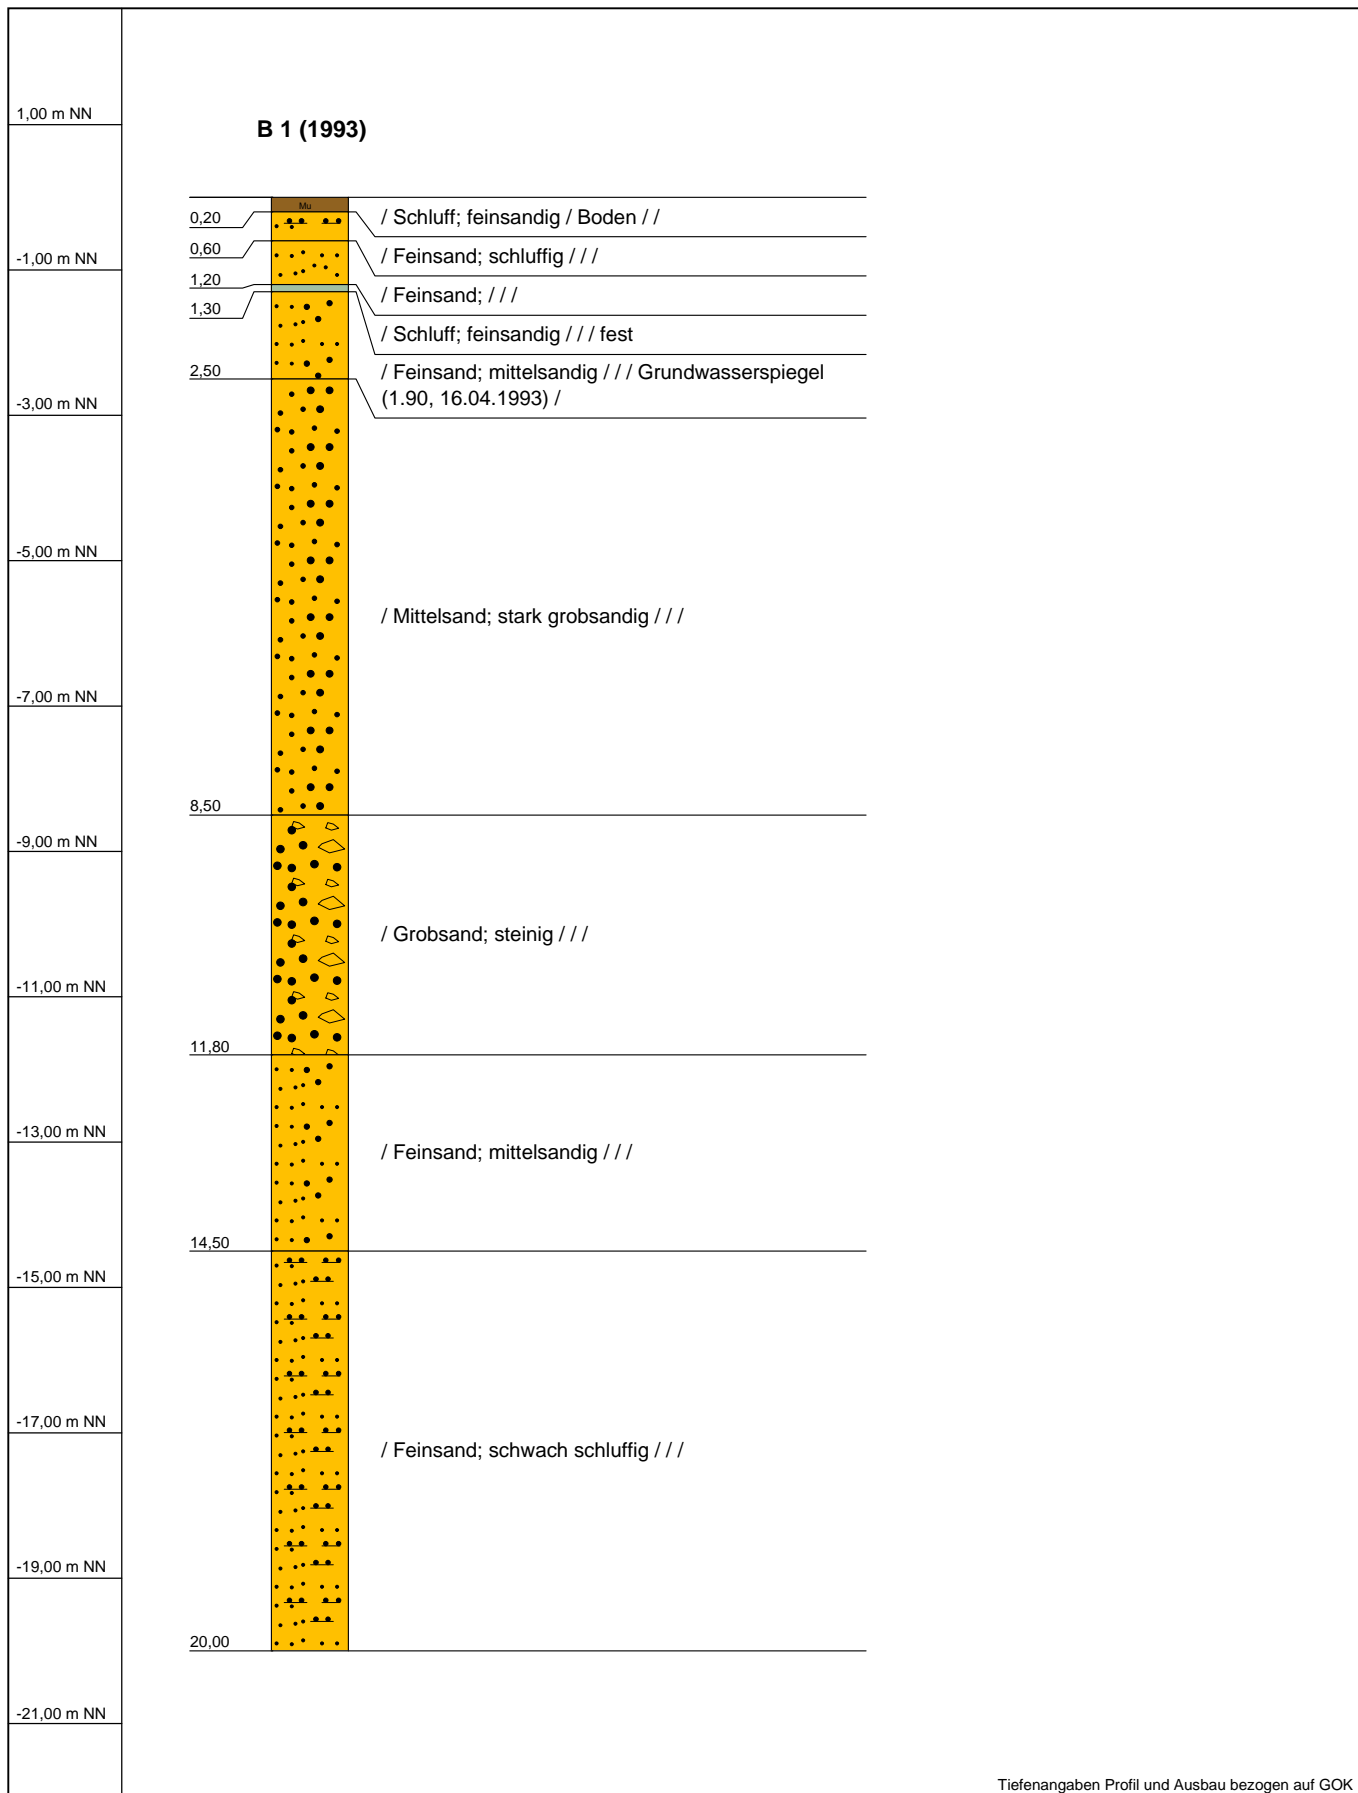 1,00 m NN
B 1 (1993)
Mu
0,20
/ Schluff; feinsandig / Boden / /
0,60
/ Feinsand; schluffig / / /
-1,00 m NN
1,20
/ Feinsand; / / /
1,30
/ Schluff; feinsandig / / / fest
2,50
/ Feinsand; mittelsandig / / / Grundwasserspiegel
(1.90, 16.04.1993) /
-3,00 m NN
-5,00 m NN
/ Mittelsand; stark grobsandig / / /
-7,00 m NN
8,50
-9,00 m NN
/ Grobsand; steinig / / /
-11,00 m NN
11,80
-13,00 m NN
/ Feinsand; mittelsandig / / /
14,50
-15,00 m NN
-17,00 m NN
/ Feinsand; schwach schluffig / / /
-19,00 m NN
20,00
-21,00 m NN
Tiefenangaben Profil und Ausbau bezogen auf GOK